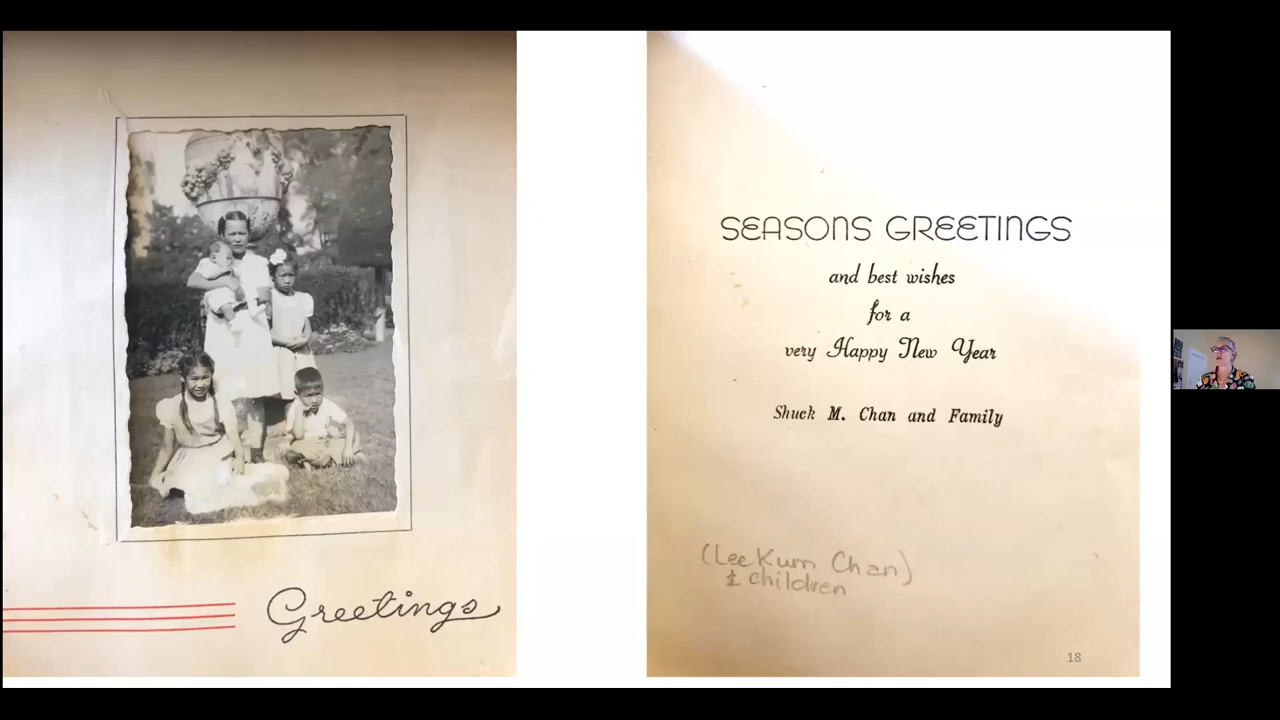 Greetings
SEASONS GREETINGS
and best wishes
for a
very Happy New Year
Shuck M. Chan and Family
(Lee Kum Chan)
& children
18